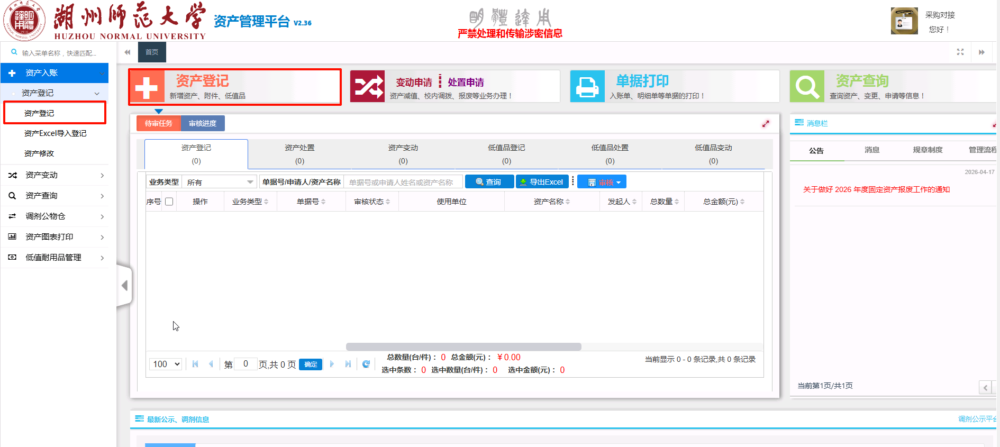 湖州师范大学
HUZHOU NORMAL UNIVERSITY
资产管理平台 V2.36
明體達用
严禁处理和传输涉密信息
采购对接
您好！
输入菜单名称，快速匹配...
首页
资产入账
资产登记
资产登记
资产Excel导入登记
资产修改
资产变动
资产查询
调剂公物仓
资产图表打印
低值耐用品管理
资产登记
新增资产、附件、低值品
变动申请 处置申请
资产减值、校内调拨、报废等业务办理！
单据打印
入账单、明细单等单据的打印！
资产查询
查询资产、变更、申请等信息！
待审任务 审核进度
资产登记 资产处置 资产变动 低值品登记 低值品处置 低值品变动
(0) (0) (0) (0) (0) (0)
业务类型 所有 单据号/申请人/资产名称 单据号或申请人姓名或资产名称 查询 导出Excel 审核
序号 操作 业务类型 单据号 审核状态 使用单位 资产名称 发起人 总数量 总金额(元)
100 第 0 页,共 0 页 确定
总数量(台/件)： 0 总金额(元)： ￥0.00
选中条数： 0 选中数量(台/件)： 0 选中金额(元)： 0
当前显示 0 - 0 条记录,共 0 条记录
消息栏
公告 消息 规章制度 管理流程
2026-04-17
关于做好 2026 年度固定资产报废工作的通知
当前第1页/共1页
最新公示、调剂信息
调剂公示平台